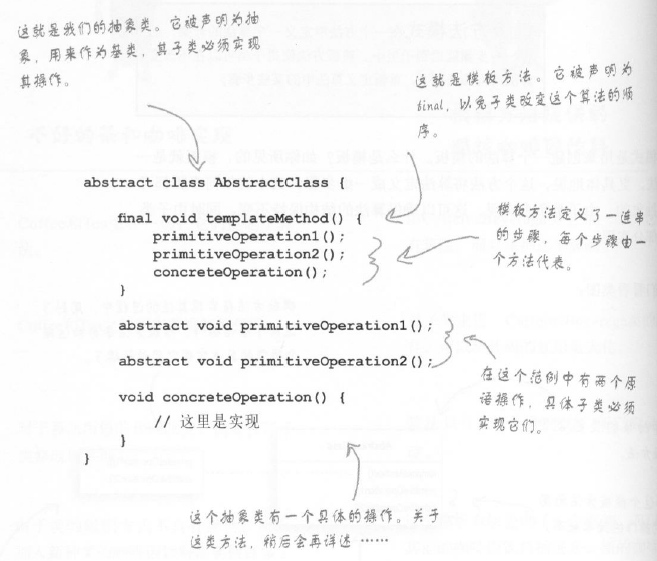 这就是我们的抽象类。它被声明为抽
象，用来作为基类，其子类必须实现
其操作。
这就是模板方法。它被声明为
final，以免子类改变这个算法的顺
序。
abstract class AbstractClass {
final void templateMethod() {
primitiveOperation1();
primitiveOperation2();
concreteOperation();
}
模板方法定义了一连串
的步骤，每个步骤由一
个方法代表。
abstract void primitiveOperation1();
abstract void primitiveOperation2();
在这个范例中有两个原
语操作，具体子类必须
实现它们。
void concreteOperation() {
// 这里是实现
}
}
这个抽象类有一个具体的操作。关于
这类方法，稍后会再详述……